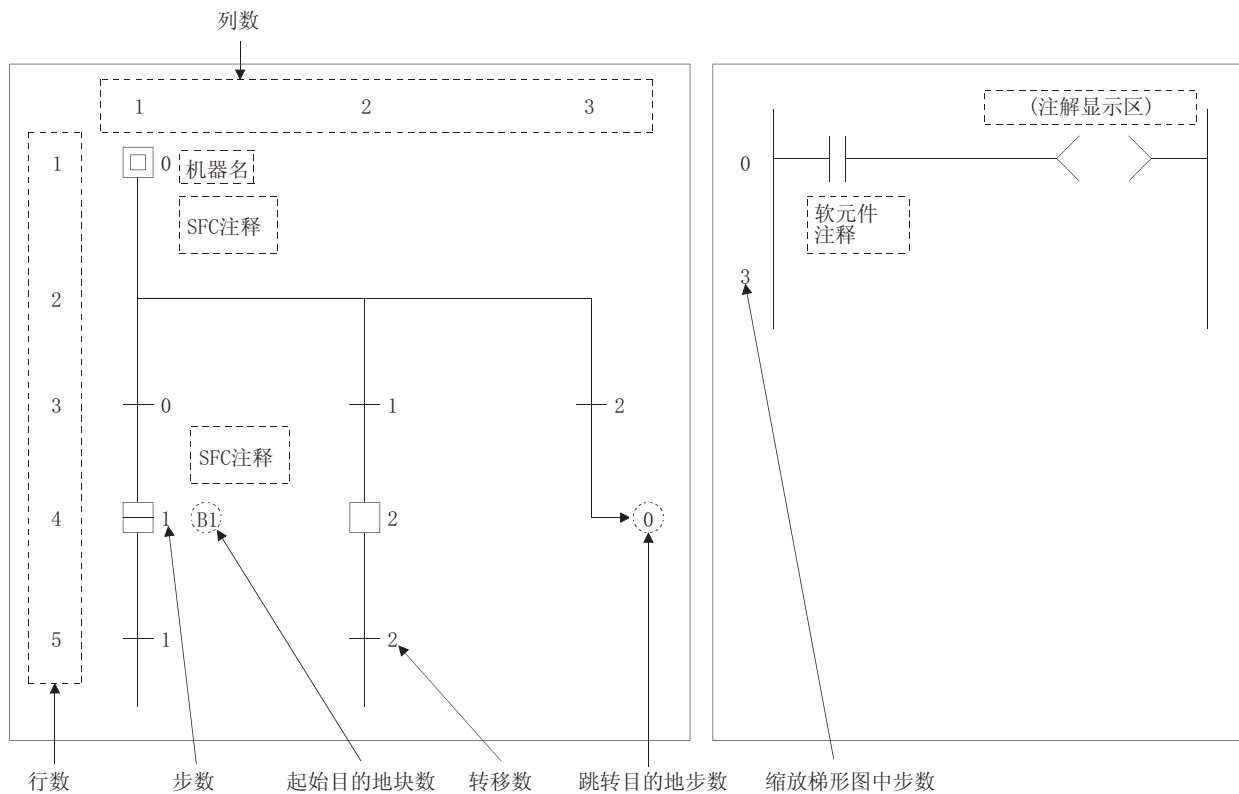 列数
1 2 3
(注解显示区)
1 0 机器名
0
SFC注释
软元件
注释
3
2
3 0 1 2
SFC注释
4 1 B1 2 0
5 1 2
行数 步数 起始目的地块数 转移数 跳转目的地步数 缩放梯形图中步数